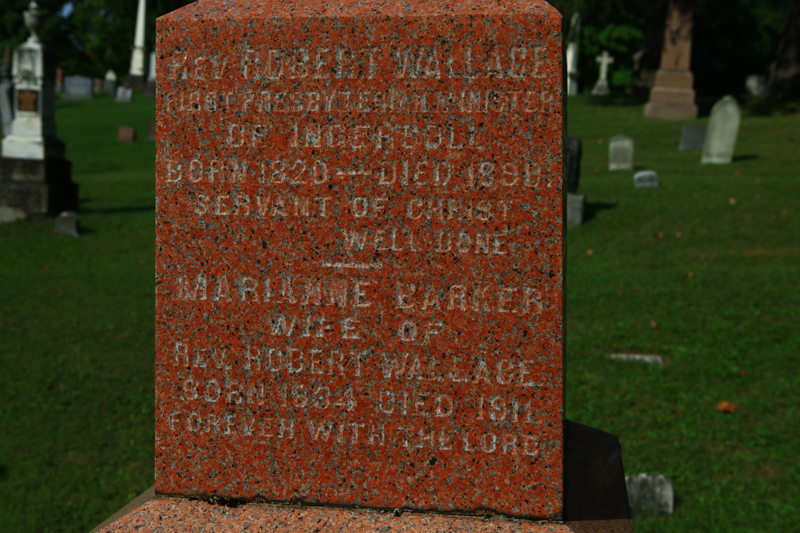 REV. ROBERT WALLACE
FIRST PRESBYTERIAN MINISTER
OF INGERSOLL
BORN 1820 — DIED
SERVANT OF CHRIST
WELL DONE
MARIANNE BARKER
WIFE OF
REV. ROBERT WALLACE
BORN 1834 DIED 1911.
FOREVER WITH THE LORD